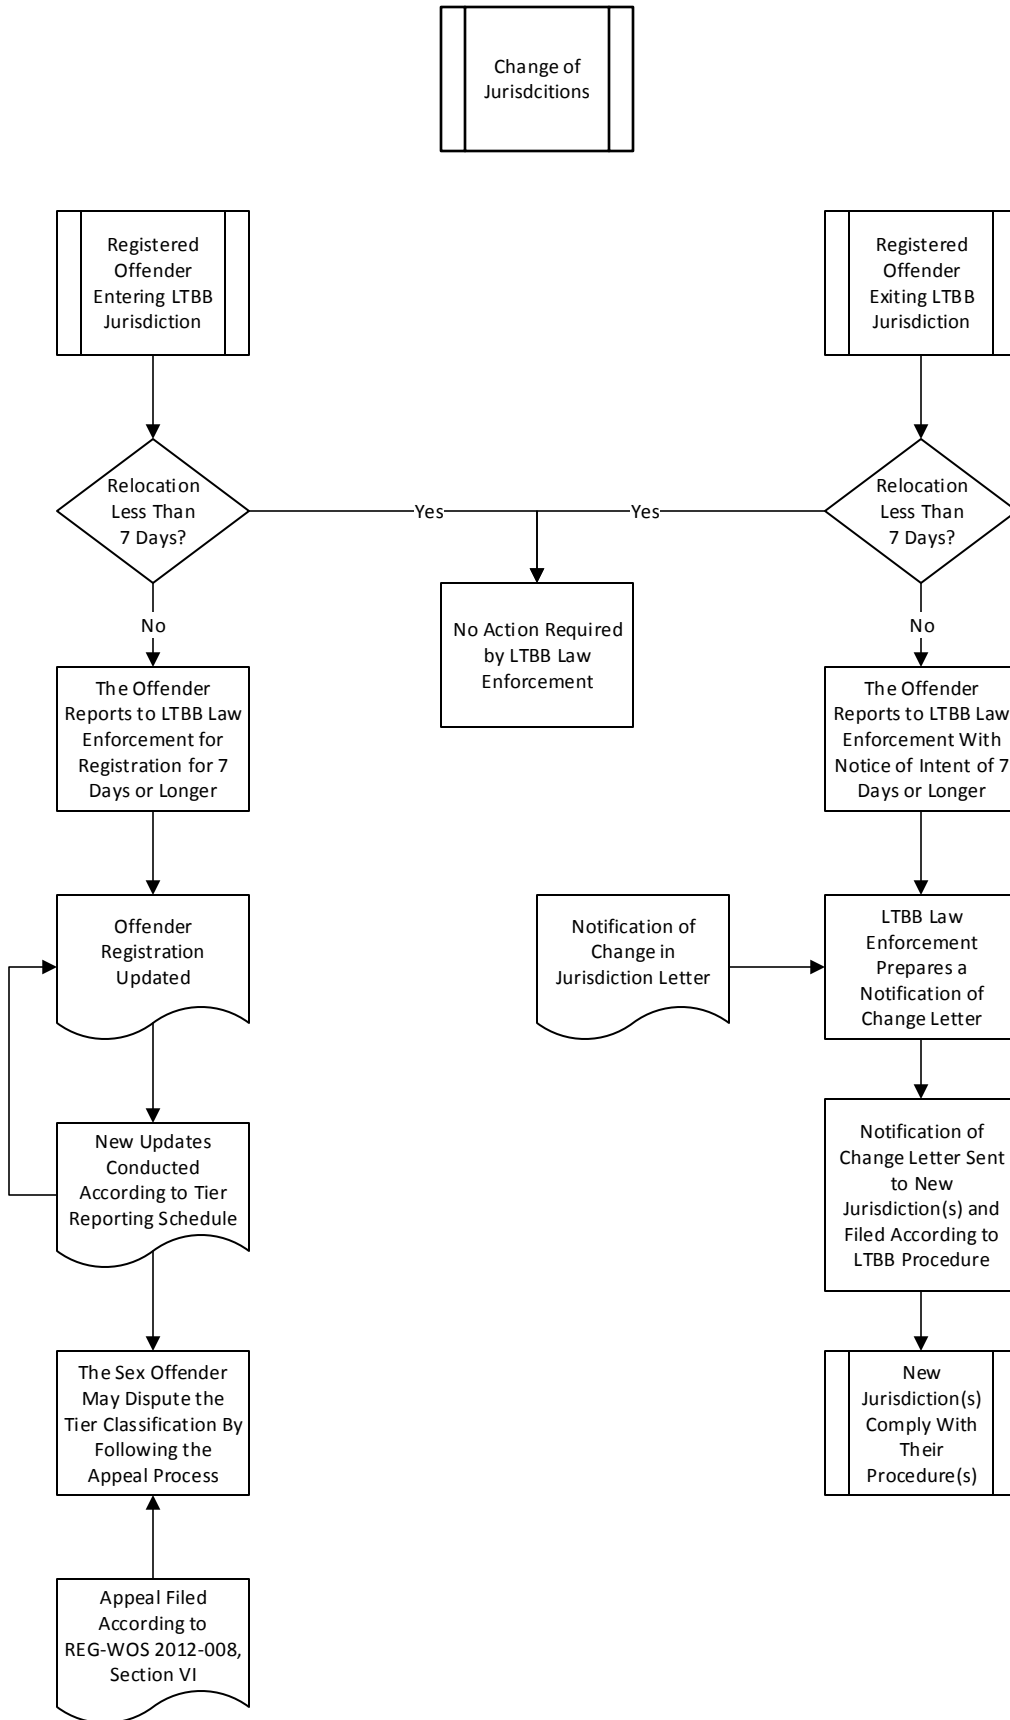 Change of
Jurisdcitions
Registered
Offender
Entering LTBB
Jurisdiction
Registered
Offender
Exiting LTBB
Jurisdiction
Relocation
Less Than
7 Days?
Yes
Yes
Relocation
Less Than
7 Days?
No
No Action Required
by LTBB Law
Enforcement
No
The Offender
Reports to LTBB Law
Enforcement for
Registration for 7
Days or Longer
The Offender
Reports to LTBB Law
Enforcement With
Notice of Intent of 7
Days or Longer
Offender
Registration
Updated
Notification of
Change in
Jurisdiction Letter
LTBB Law
Enforcement
Prepares a
Notification of
Change Letter
New Updates
Conducted
According to Tier
Reporting Schedule
Notification of
Change Letter Sent
to New
Jurisdiction(s) and
Filed According to
LTBB Procedure
The Sex Offender
May Dispute the
Tier Classification By
Following the
Appeal Process
New
Jurisdiction(s)
Comply With
Their
Procedure(s)
Appeal Filed
According to
REG-WOS 2012-008,
Section VI